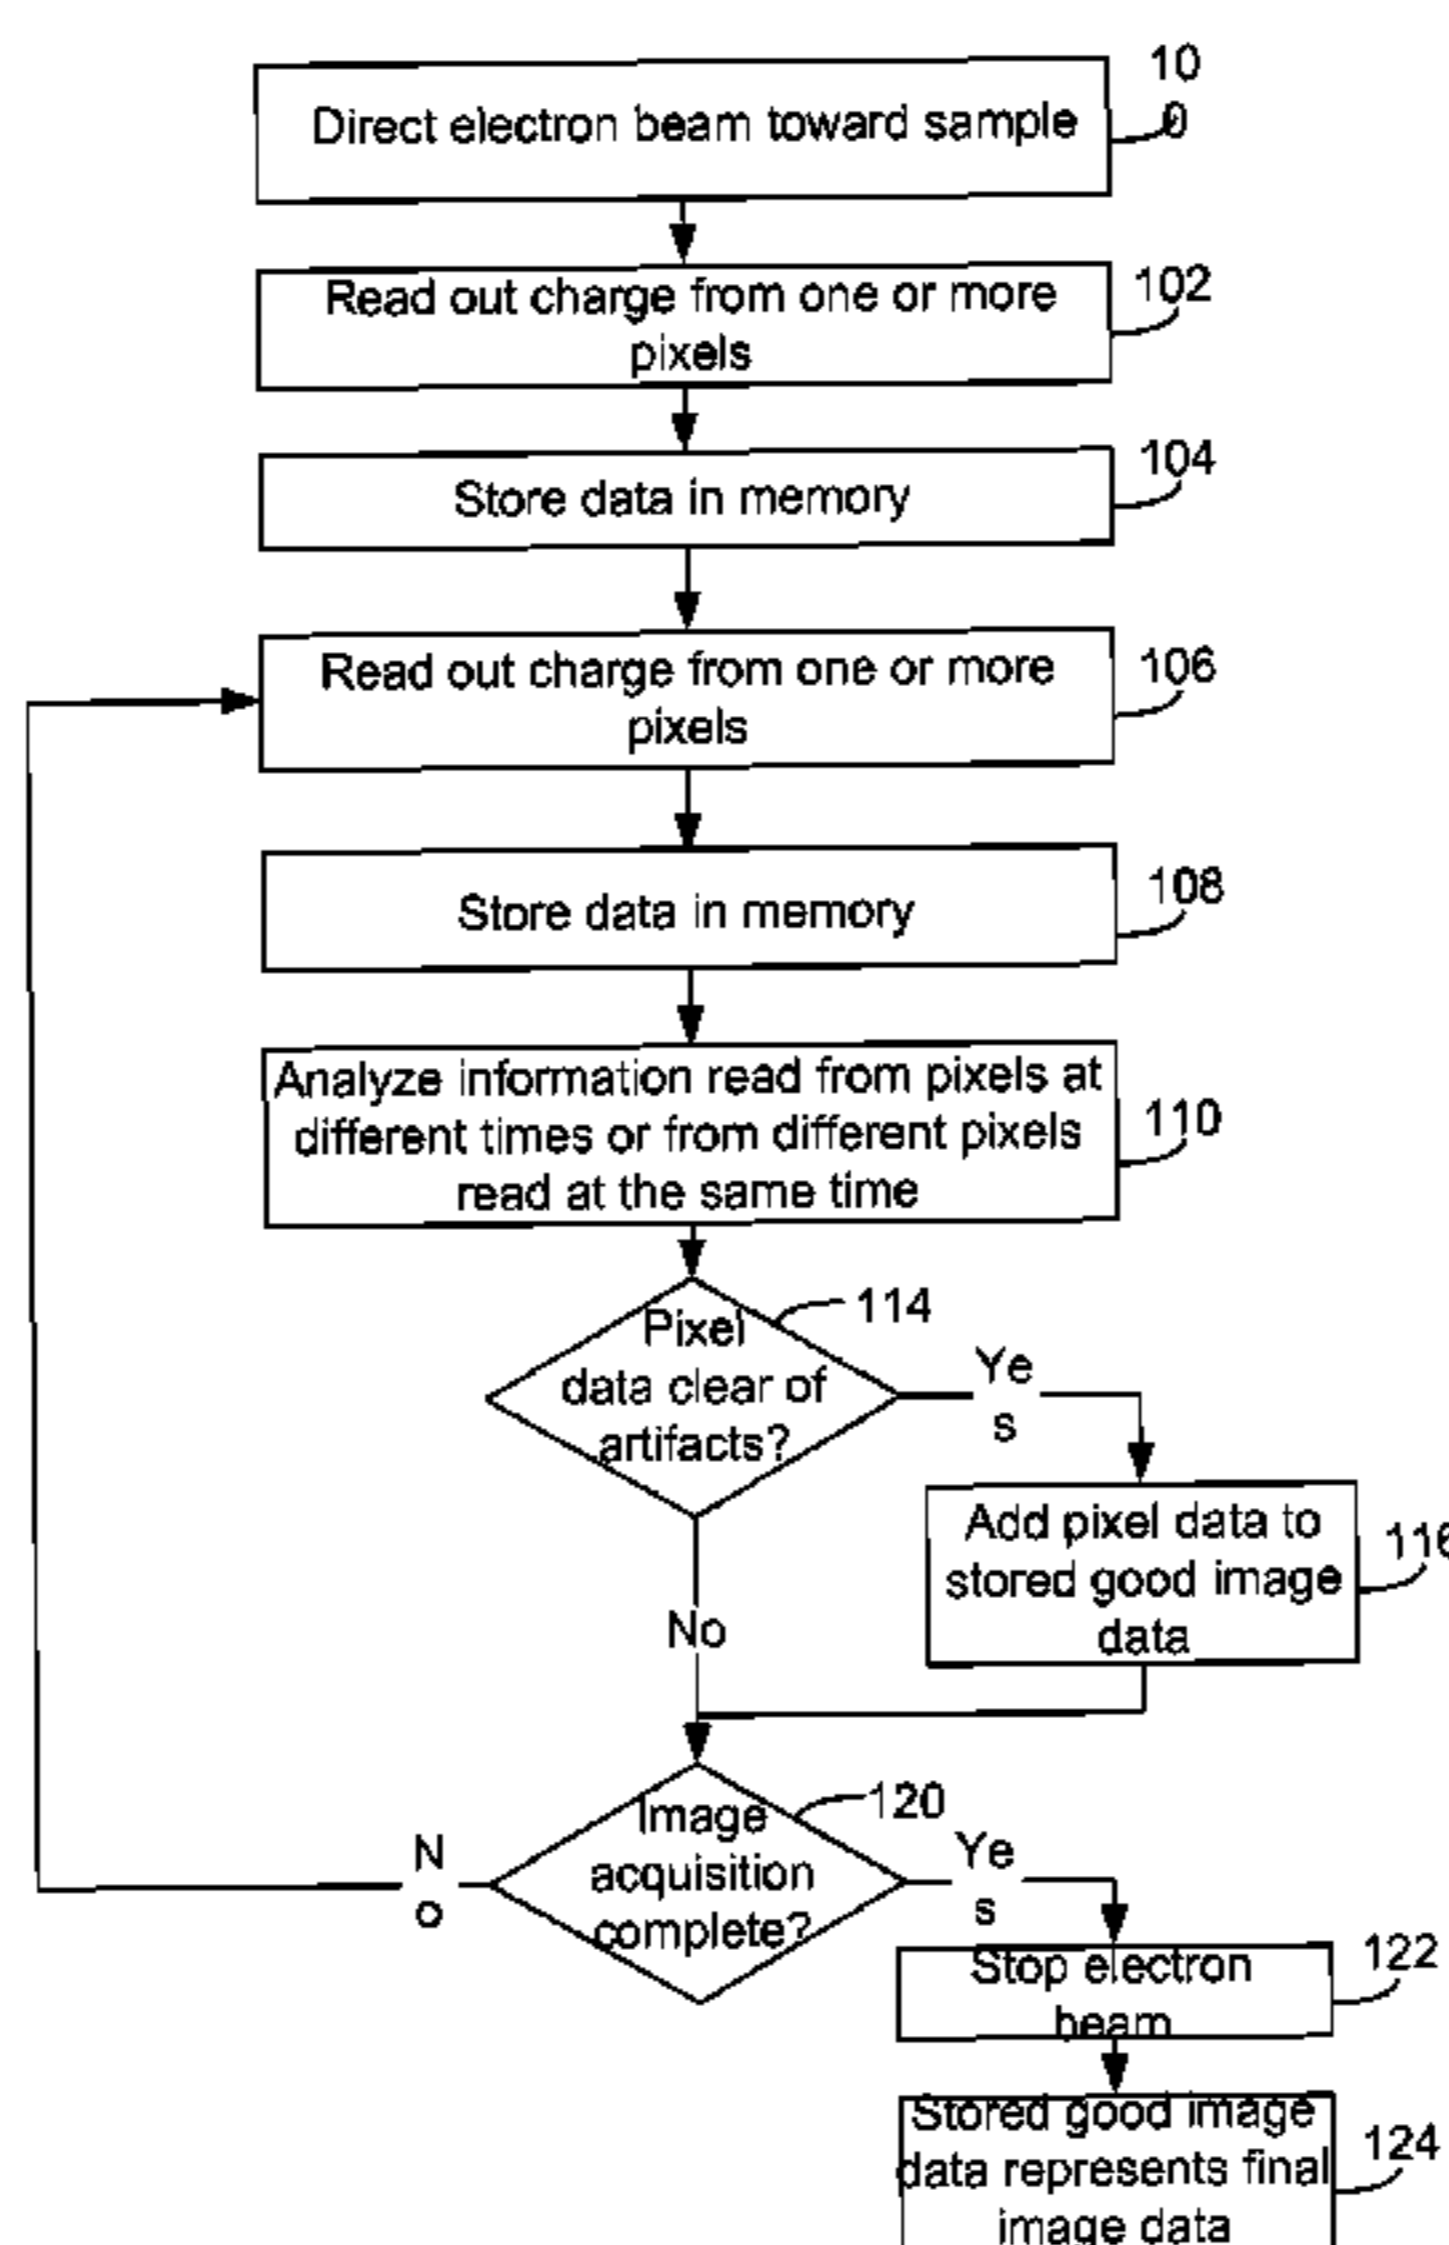 10
0
Direct electron beam toward sample
Read out charge from one or more
pixels
102
Store data in memory
104
Read out charge from one or more
pixels
106
Store data in memory
108
Analyze information read from pixels at
different times or from different pixels
read at the same time
110
Pixel
data clear of
artifacts?
114
Ye
s
Add pixel data to
stored good image
data
116
No
Image
acquisition
complete?
120
N
o
Ye
s
Stop electron
beam
122
Stored good image
data represents final
image data
124